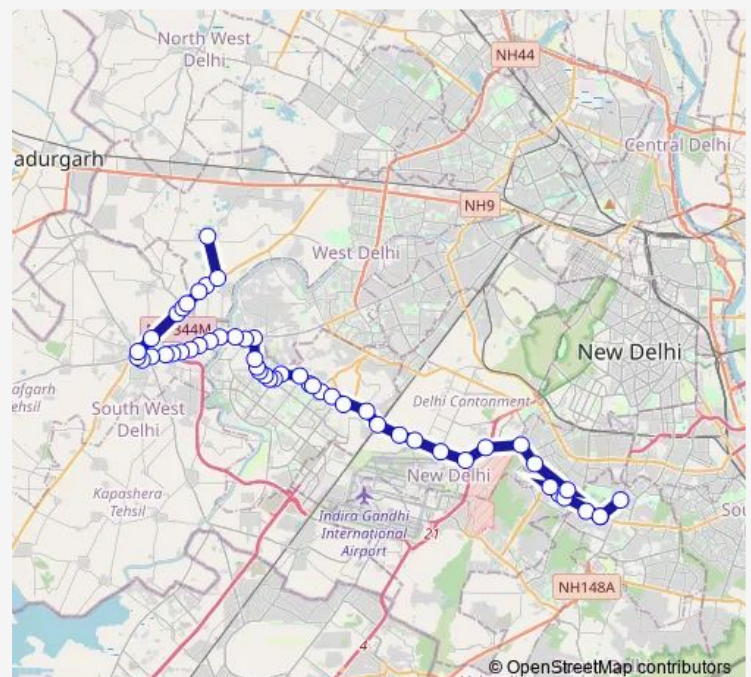 North West
Delhi
NH44
adurgarh
Central Delhi
NH9
West Delhi
344M
New Delhi
afgarh
ehsil
South West
Delhi
Delhi Cantonment
New Delhi
Kapashera
Tehsil
Indira Gandhi
International
Airport
21
Sou
NH148A
4
© OpenStreetMap contributors